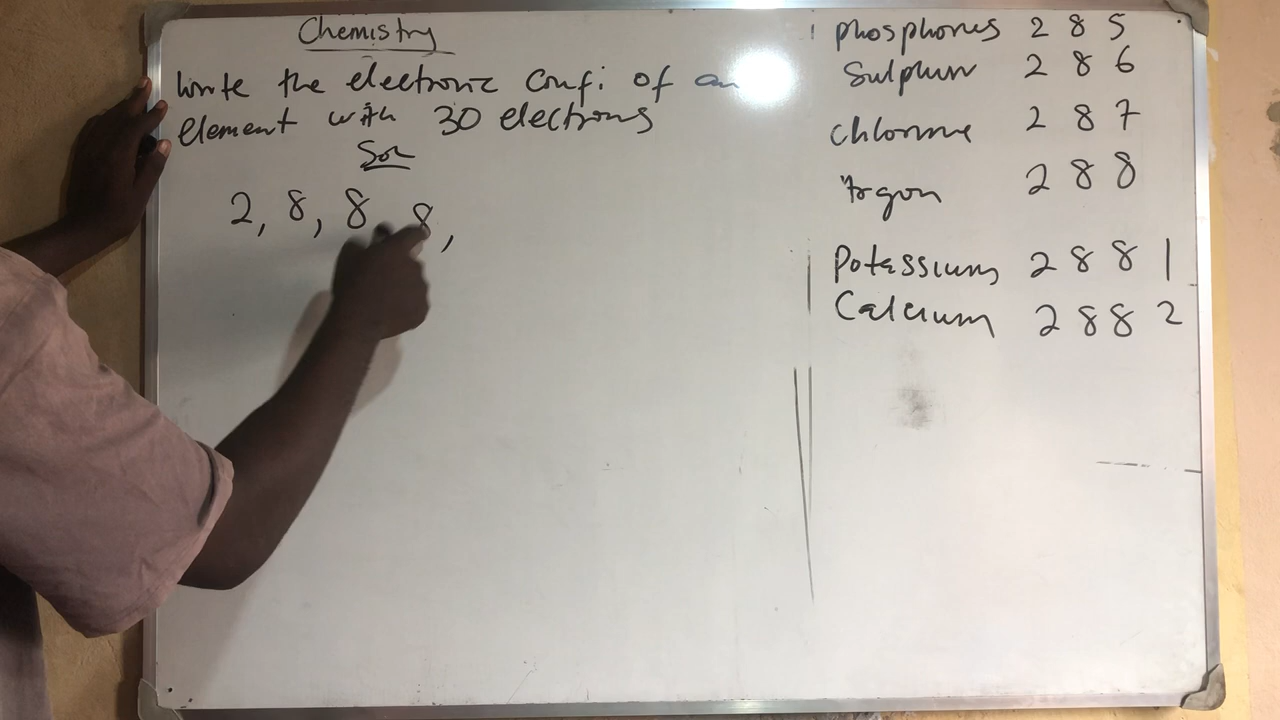 Chemistry
Write the electronic Confi. of an
element with 30 electrons
Soln
2, 8, 8 8,
phosphorus 2 8 5
Sulphur 2 8 6
chlorine 2 8 7
Argon 2 8 8
Potassium 2 8 8 1
Calcium 2 8 8 2